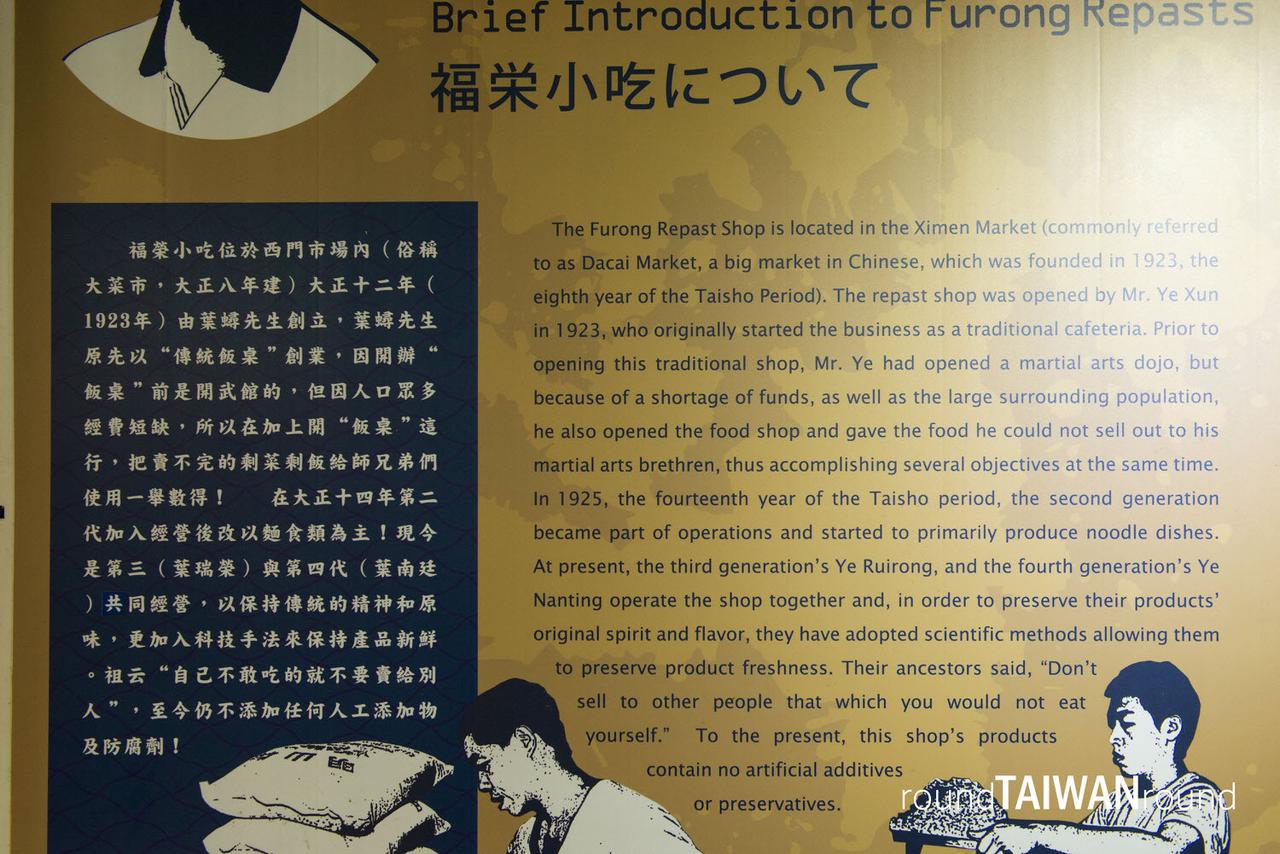 Brief Introduction to Furong Repasts
福栄小吃について
福榮小吃位於西門市場內（俗稱
大菜市，大正八年建）大正十二年（
1923年）由葉蟳先生創立，葉蟳先生
原先以“傳統飯桌”創業，因開辦“
飯桌”前是開武館的，但因人口眾多
經費短缺，所以在加上開“飯桌”這
行，把賣不完的剩菜剩飯給師兄弟們
使用一舉數得！　在大正十四年第二
代加入經營後改以麵食類為主！現今
是第三（葉瑞榮）與第四代（葉南廷
）共同經營，以保持傳統的精神和原
味，更加入科技手法來保持產品新鮮
。祖云“自己不敢吃的就不要賣給別
人”，至今仍不添加任何人工添加物
及防腐劑！
The Furong Repast Shop is located in the Ximen Market (commonly referred
to as Dacai Market, a big market in Chinese, which was founded in 1923, the
eighth year of the Taisho Period). The repast shop was opened by Mr. Ye Xun
in 1923, who originally started the business as a traditional cafeteria. Prior to
opening this traditional shop, Mr. Ye had opened a martial arts dojo, but
because of a shortage of funds, as well as the large surrounding population,
he also opened the food shop and gave the food he could not sell out to his
martial arts brethren, thus accomplishing several objectives at the same time.
In 1925, the fourteenth year of the Taisho period, the second generation
became part of operations and started to primarily produce noodle dishes.
At present, the third generation’s Ye Ruirong, and the fourth generation’s Ye
Nanting operate the shop together and, in order to preserve their products’
original spirit and flavor, they have adopted scientific methods allowing them
to preserve product freshness. Their ancestors said, “Don’t
sell to other people that which you would not eat
yourself.” To the present, this shop’s products
contain no artificial additives
or preservatives.
roundTAIWANround